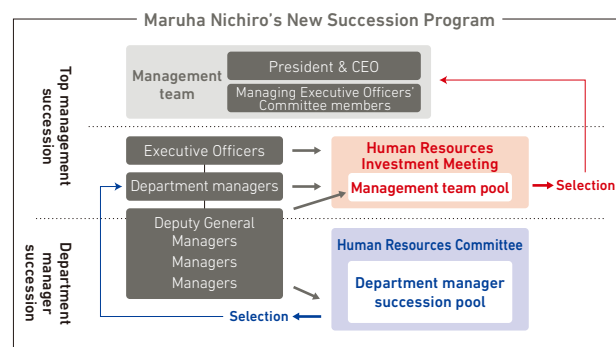 Maruha Nichiro's New Succession Program
Top management
succession
Management
team
President & CEO
Managing Executive Officers'
Committee members
Executive Officers
Department managers
Human Resources
Investment Meeting
Management team pool
Selection
Department
manager
succession
Deputy General
Managers
Managers
Managers
Human Resources Committee
Department manager
succession pool
Selection